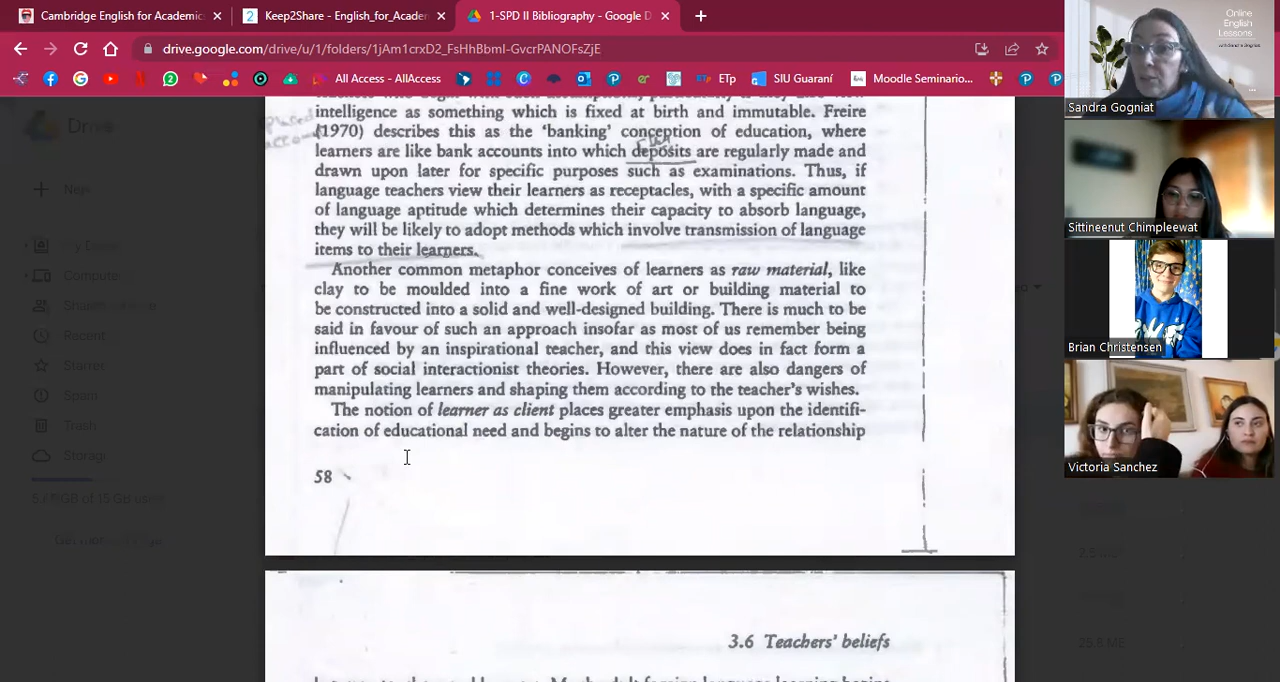 Cambridge English for Academic
Keep2Share - English_for_Acader
1-SPD II Bibliography - Google D
drive.google.com/drive/u/1/folders/1jAm1crxD2_FsHhBbmI-GvcrPANOFsZjE
All Access - AllAccess
ETp
SIU Guaraní
Moodle Seminario...
Drive
New
My Drive
Compute
Recent
Starred
Spam
Trash
Storag
intelligence as something which is fixed at birth and immutable. Freire
(1970) describes this as the 'banking' conception of education, where
learners are like bank accounts into which deposits are regularly made and
drawn upon later for specific purposes such as examinations. Thus, if
language teachers view their learners as receptacles, with a specific amount
of language aptitude which determines their capacity to absorb language,
they will be likely to adopt methods which involve transmission of language
items to their learners.
Another common metaphor conceives of learners as raw material, like
clay to be moulded into a fine work of art or building material to
be constructed into a solid and well-designed building. There is much to be
said in favour of such an approach insofar as most of us remember being
influenced by an inspirational teacher, and this view does in fact form a
part of social interactionist theories. However, there are also dangers of
manipulating learners and shaping them according to the teacher's wishes.
The notion of learner as client places greater emphasis upon the identifi-
cation of educational need and begins to alter the nature of the relationship
58
3.6 Teachers' beliefs
Online
English
Lessons
Sandra Gogniat
Sittineenut Chimpleewat
Brian Christensen
Victoria Sanchez